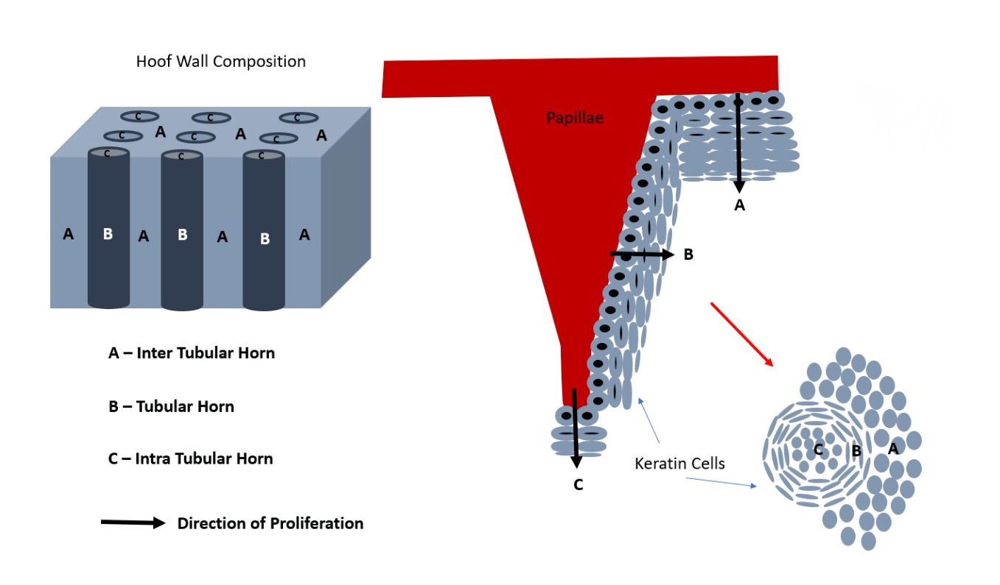 Hoof Wall Composition
C C C
C A C A C A
C C C
A B A B A B A
A – Inter Tubular Horn
B – Tubular Horn
C – Intra Tubular Horn
Direction of Proliferation
Papillae
A
B
C
Keratin Cells
C B A